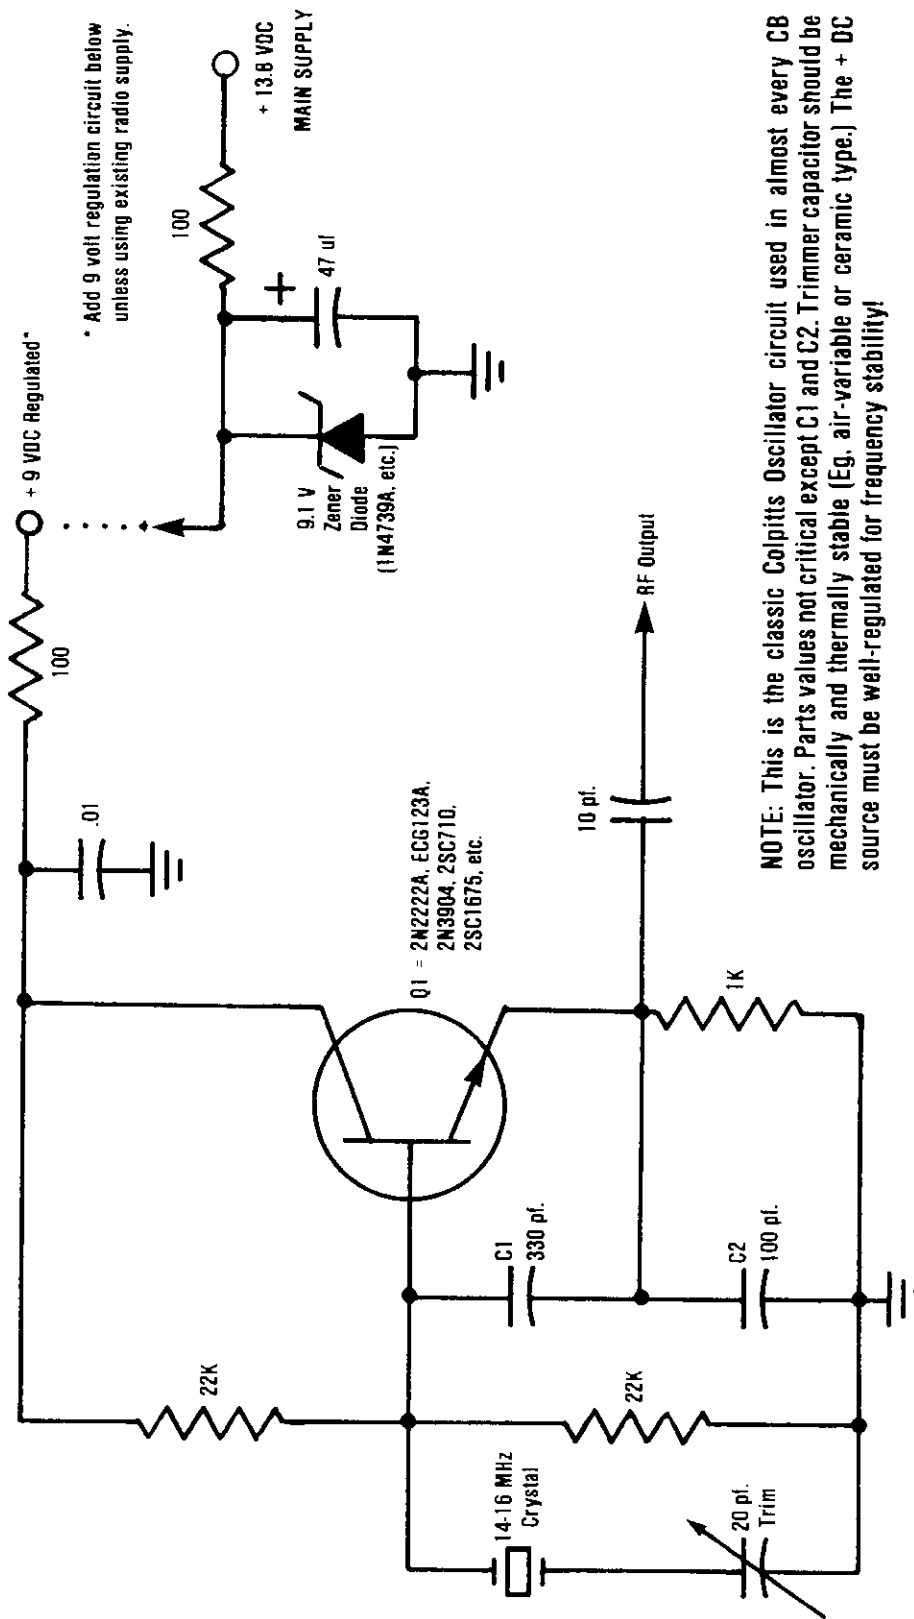 + 9 VDC Regulated*
* Add 9 volt regulation circuit below
unless using existing radio supply.
100
.01
100
+ 13.8 VDC
MAIN SUPPLY
+
47 uf
9.1 V
Zener
Diode
(1N4739A, etc.)
22K
Q1 = 2N2222A, ECG123A,
2N3904, 2SC710,
2SC1675, etc.
C1
330 pf.
10 pf.
RF Output
14-16 MHz
Crystal
22K
C2
100 pf.
1K
20 pf.
Trim
NOTE: This is the classic Colpitts Oscillator circuit used in almost every CB
oscillator. Parts values not critical except C1 and C2. Trimmer capacitor should be
mechanically and thermally stable (Eg, air-variable or ceramic type.) The + DC
source must be well-regulated for frequency stability!